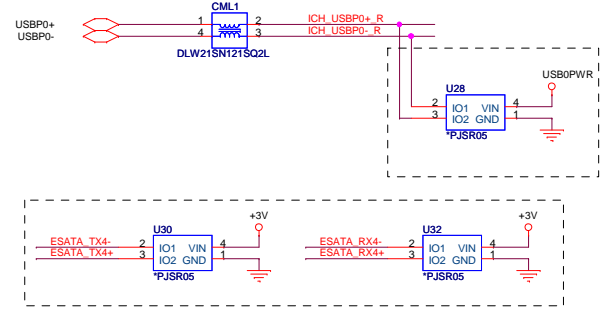 CML1
USBP0+ 1 2 ICH_USBP0+_R
USBP0- 4 3 ICH_USBP0-_R
DLW21SN121SQ2L
USB0PWR
U28
2 IO1 VIN 4
3 IO2 GND 1
*PJSR05
+3V +3V
U30 U32
ESATA_TX4- 2 IO1 VIN 4 ESATA_RX4- 2 IO1 VIN 4
ESATA_TX4+ 3 IO2 GND 1 ESATA_RX4+ 3 IO2 GND 1
*PJSR05 *PJSR05